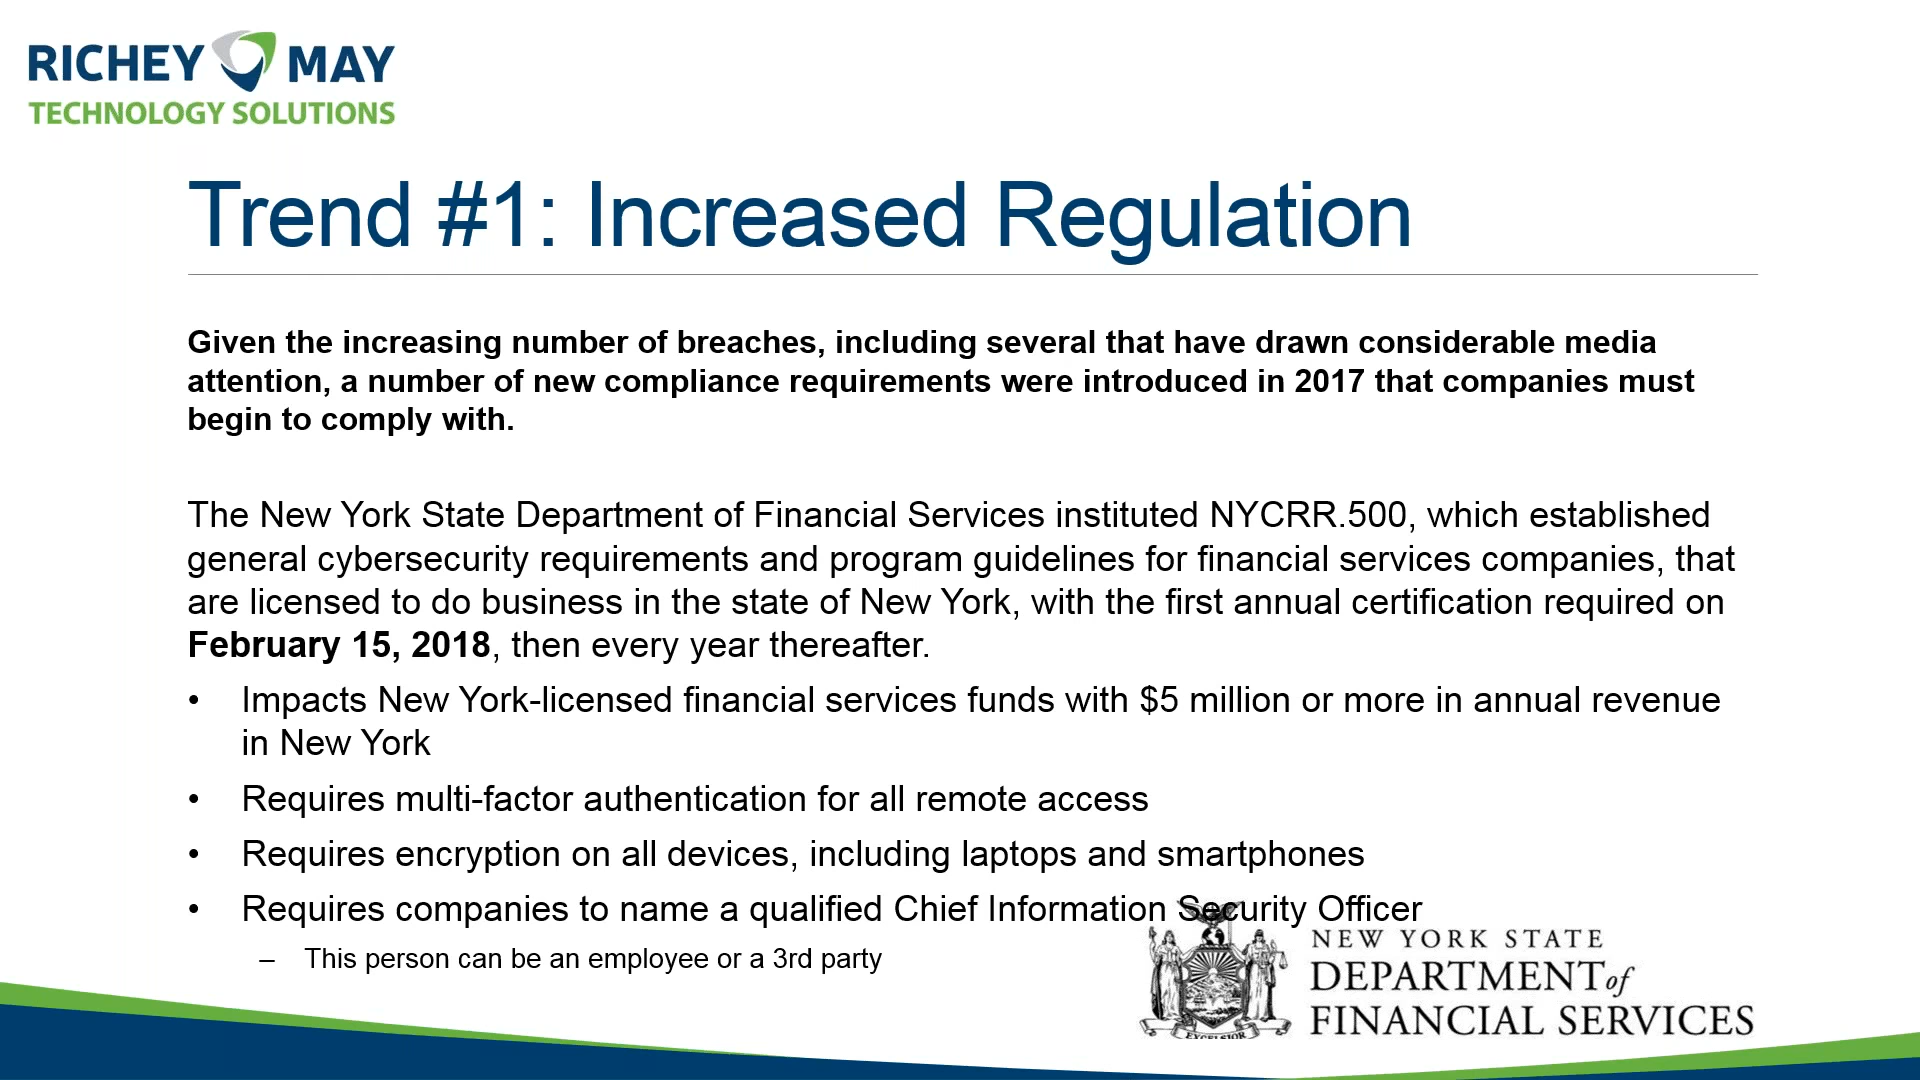 RICHEY MAY
TECHNOLOGY SOLUTIONS
Trend #1: Increased Regulation
Given the increasing number of breaches, including several that have drawn considerable media
attention, a number of new compliance requirements were introduced in 2017 that companies must
begin to comply with.
The New York State Department of Financial Services instituted NYCRR.500, which established
general cybersecurity requirements and program guidelines for financial services companies, that
are licensed to do business in the state of New York, with the first annual certification required on
February 15, 2018, then every year thereafter.
• Impacts New York-licensed financial services funds with $5 million or more in annual revenue
in New York
• Requires multi-factor authentication for all remote access
• Requires encryption on all devices, including laptops and smartphones
• Requires companies to name a qualified Chief Information Security Officer
– This person can be an employee or a 3rd party
NEW YORK STATE
DEPARTMENT of
FINANCIAL SERVICES
EXCELSIOR